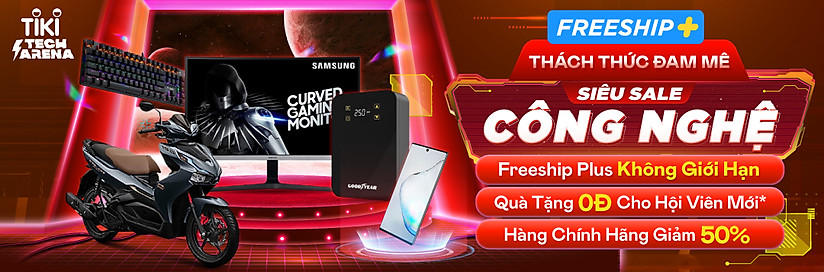 TIKI
TECH
ARENA
SAMSUNG
CURVED
GAMING
MONIT
250
GOODYEAR
FREESHIP+
THÁCH THỨC ĐAM MÊ
SIÊU SALE
CÔNG NGHỆ
Freeship Plus Không Giới Hạn
Quà Tặng 0Đ Cho Hội Viên Mới*
Hàng Chính Hãng Giảm 50%